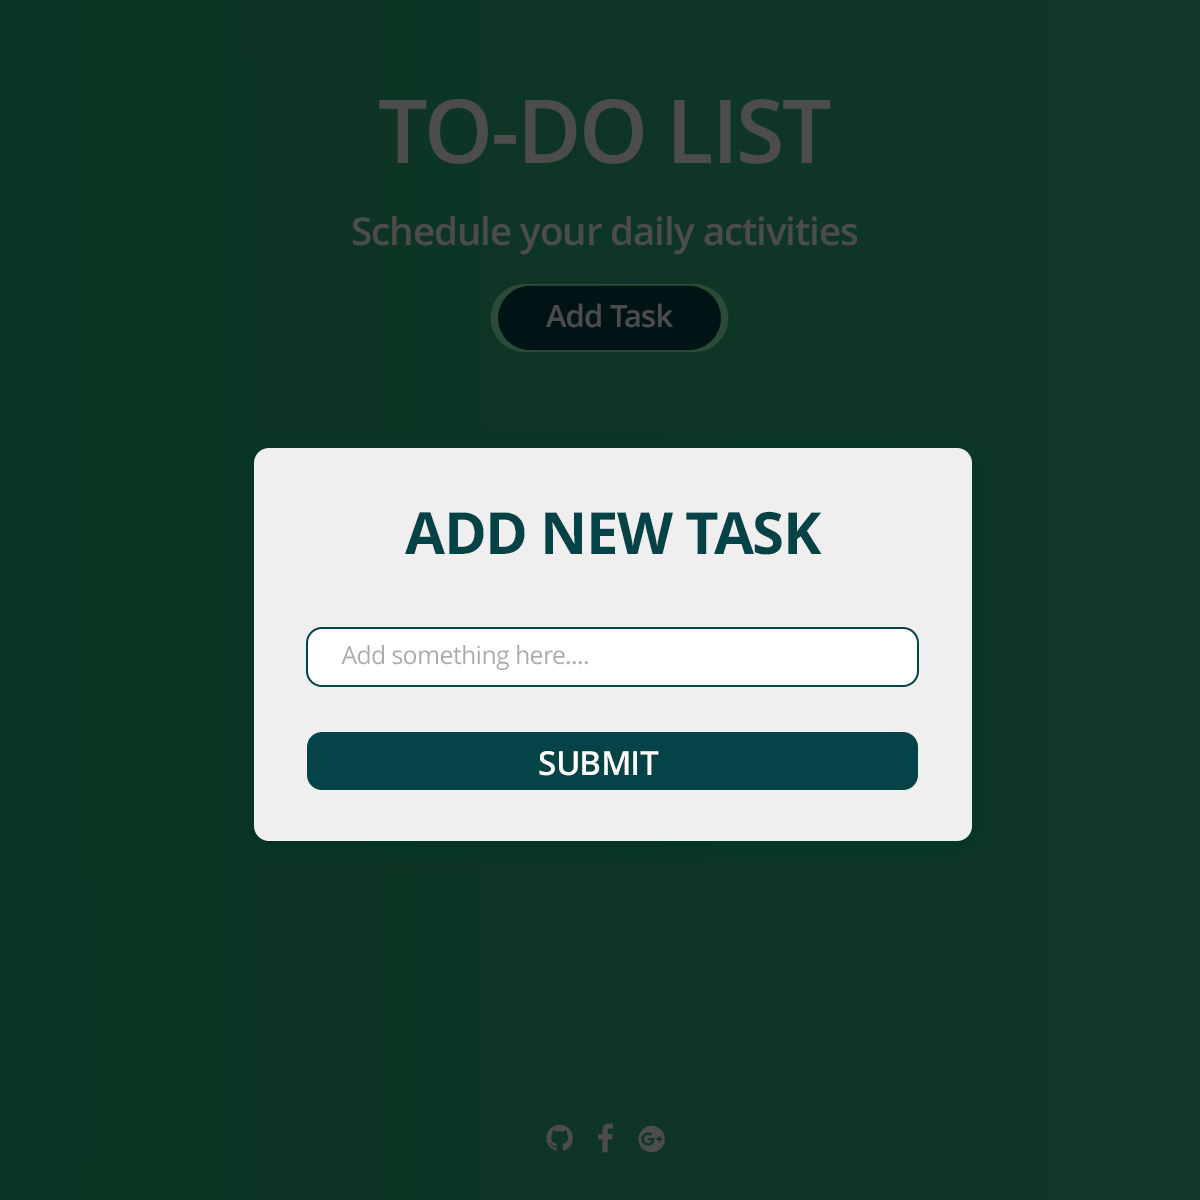 TO-DO LIST
Schedule your daily activities
Add Task
ADD NEW TASK
Add something here....
SUBMIT